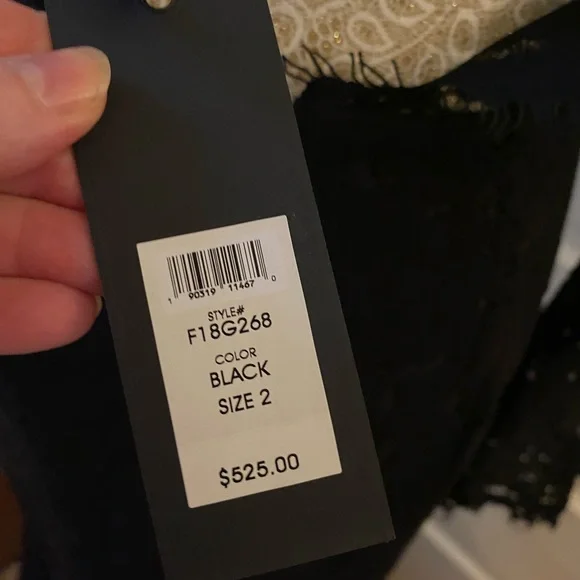 1 90319 11467 0
STYLE#
F18G268
COLOR
BLACK
SIZE 2
$525.00